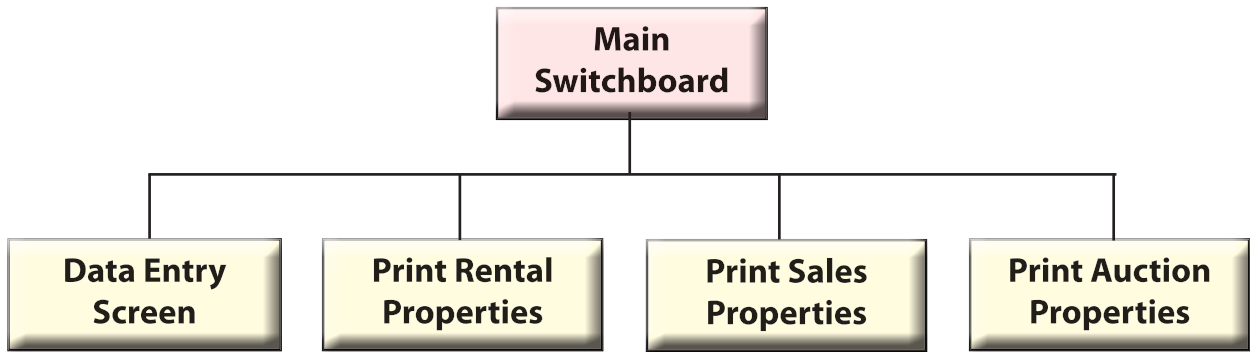 Main
Switchboard
Data Entry
Screen
Print Rental
Properties
Print Sales
Properties
Print Auction
Properties